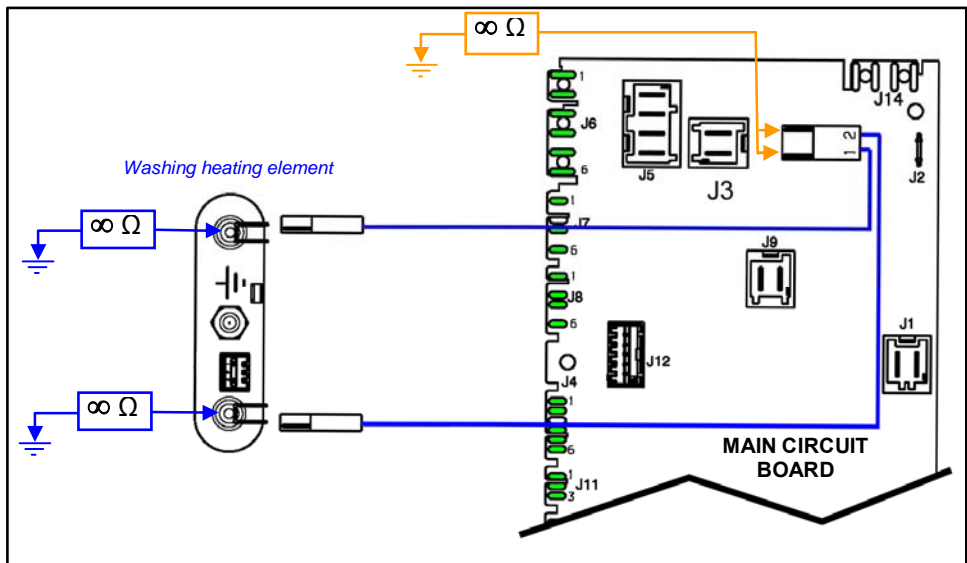 ∞ Ω
1
J14
J6
2
1
J5
J3
J2
6
Washing heating element
1
∞ Ω
J7
6
J9
1
J8
6
J1
J12
J4
∞ Ω
1
6
MAIN CIRCUIT
BOARD
1
J11
3